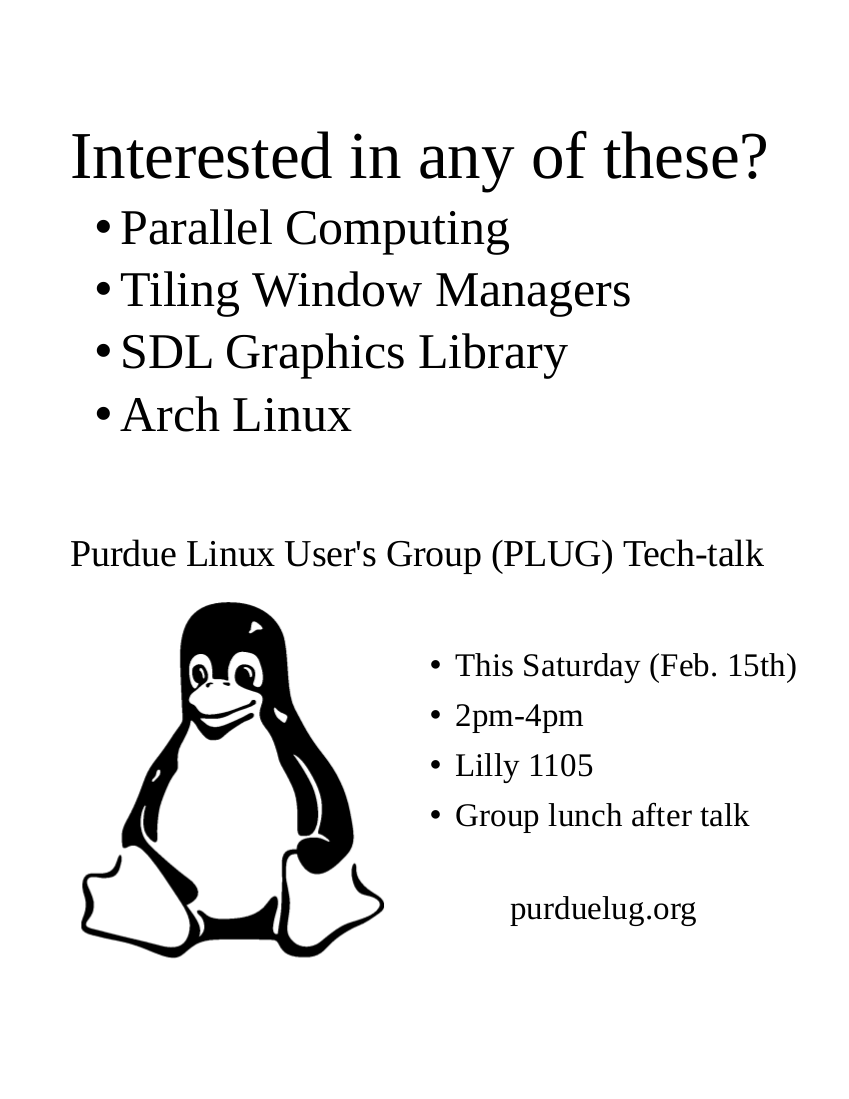 Interested in any of these?
• Parallel Computing
• Tiling Window Managers
• SDL Graphics Library
• Arch Linux
Purdue Linux User's Group (PLUG) Tech-talk
• This Saturday (Feb. 15th)
• 2pm-4pm
• Lilly 1105
• Group lunch after talk
purduelug.org